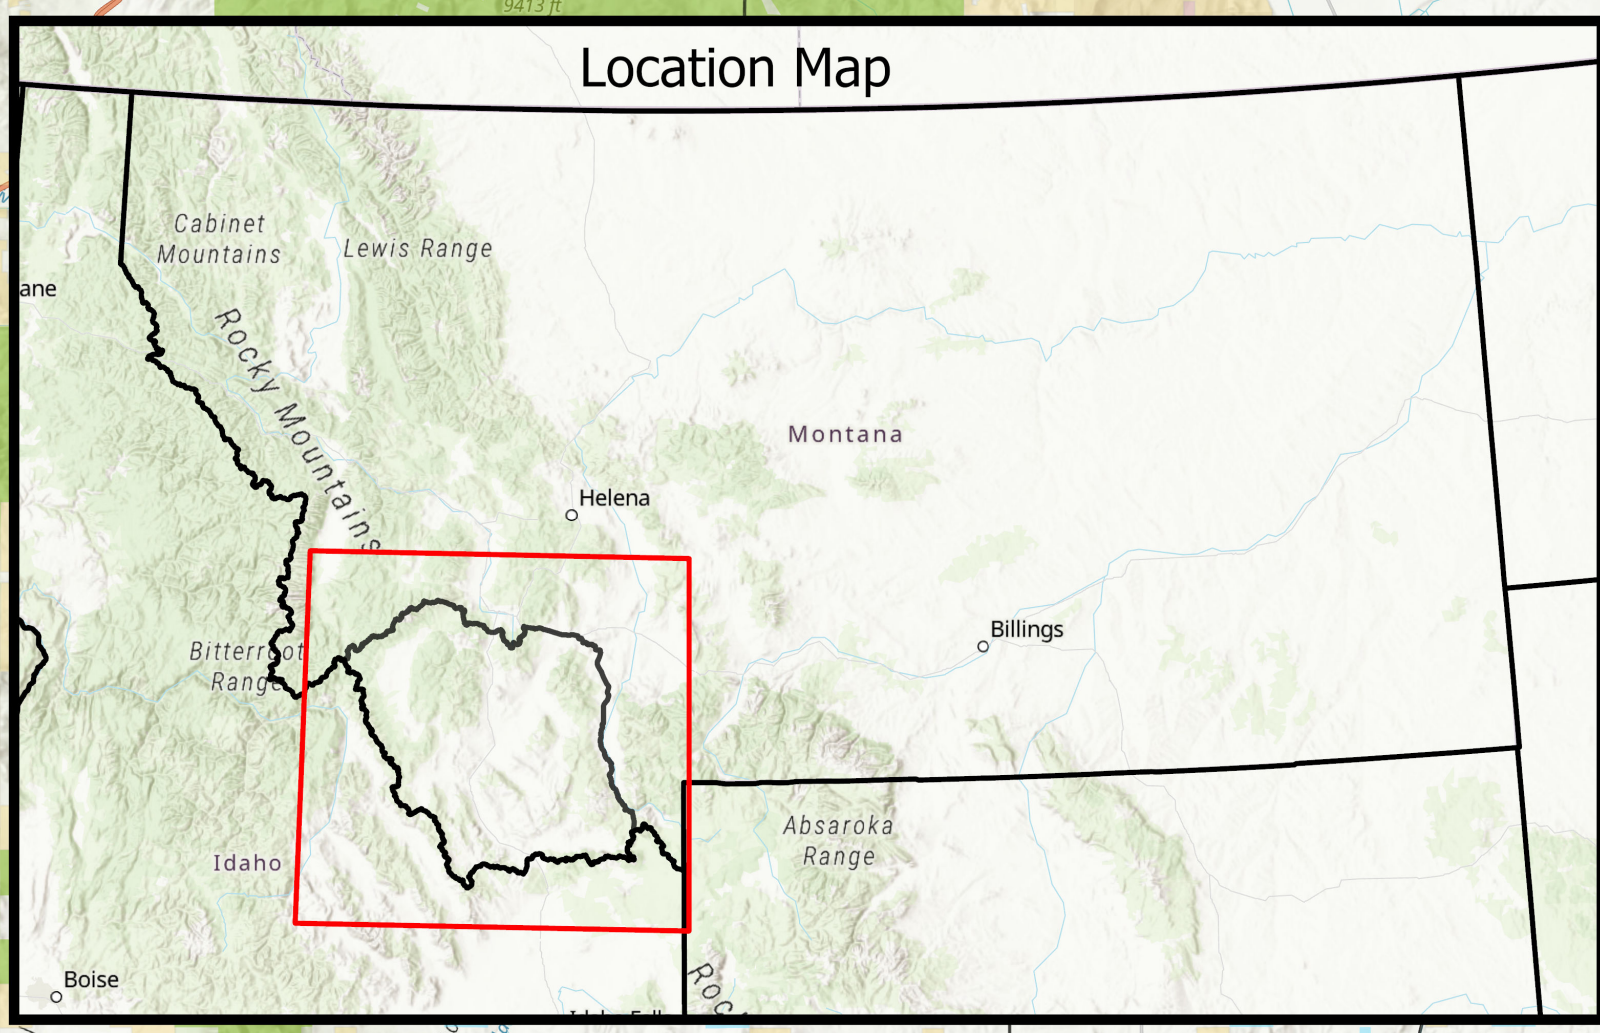 9413 ft
Location Map
Cabinet
Mountains
Lewis Range
ane
Rocky Mountains
Montana
Helena
Billings
Bitterroot
Range
Absaroka
Range
Idaho
Boise
Roc